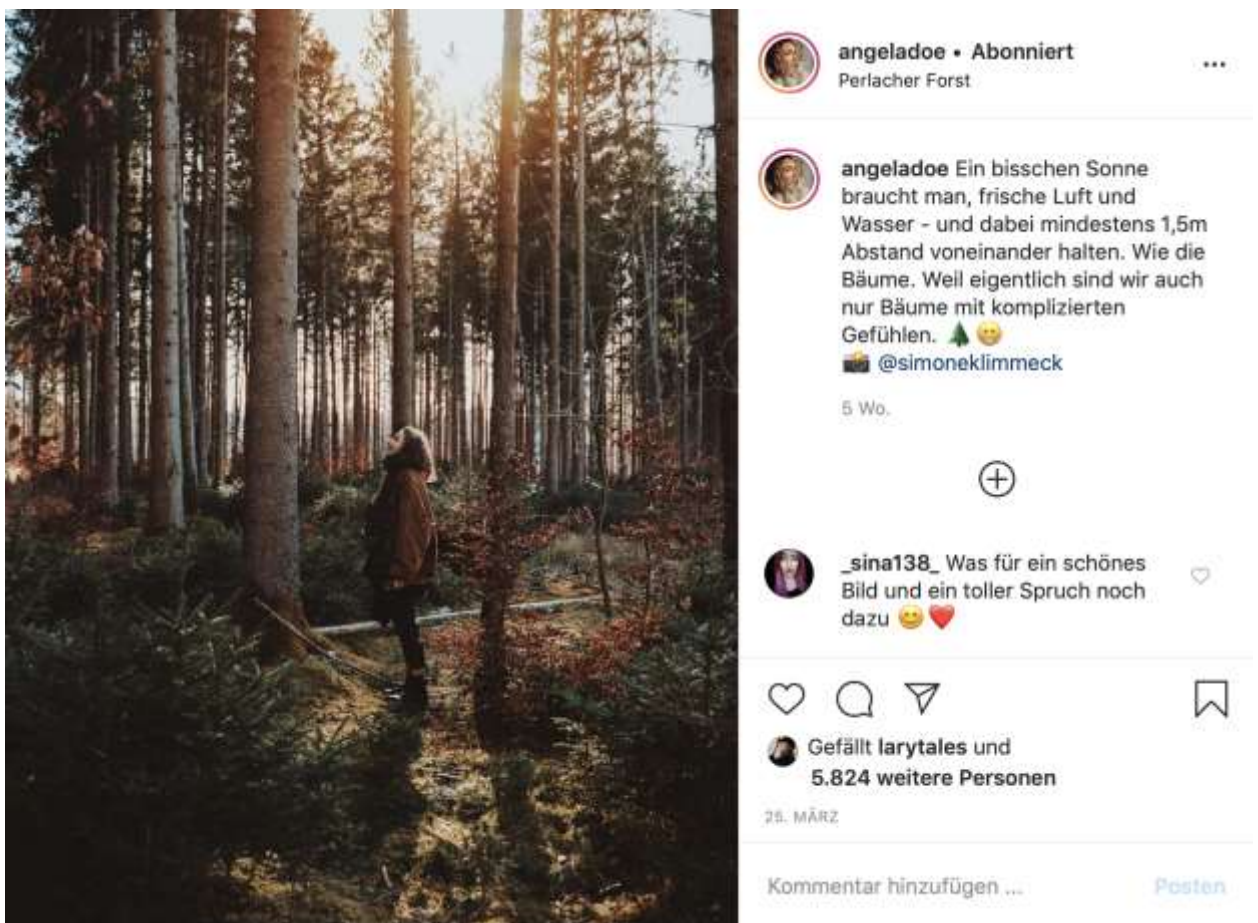 angeladoe • Abonniert
Perlacher Forst
angeladoe Ein bisschen Sonne
braucht man, frische Luft und
Wasser - und dabei mindestens 1,5m
Abstand voneinander halten. Wie die
Bäume. Weil eigentlich sind wir auch
nur Bäume mit komplizierten
Gefühlen. 🌲😁
📸 @simoneklimmeck
5 Wo.
_sina138_ Was für ein schönes
Bild und ein toller Spruch noch
dazu 😊❤️
Gefällt larytales und
5.824 weitere Personen
25. MÄRZ
Kommentar hinzufügen ...
Posten